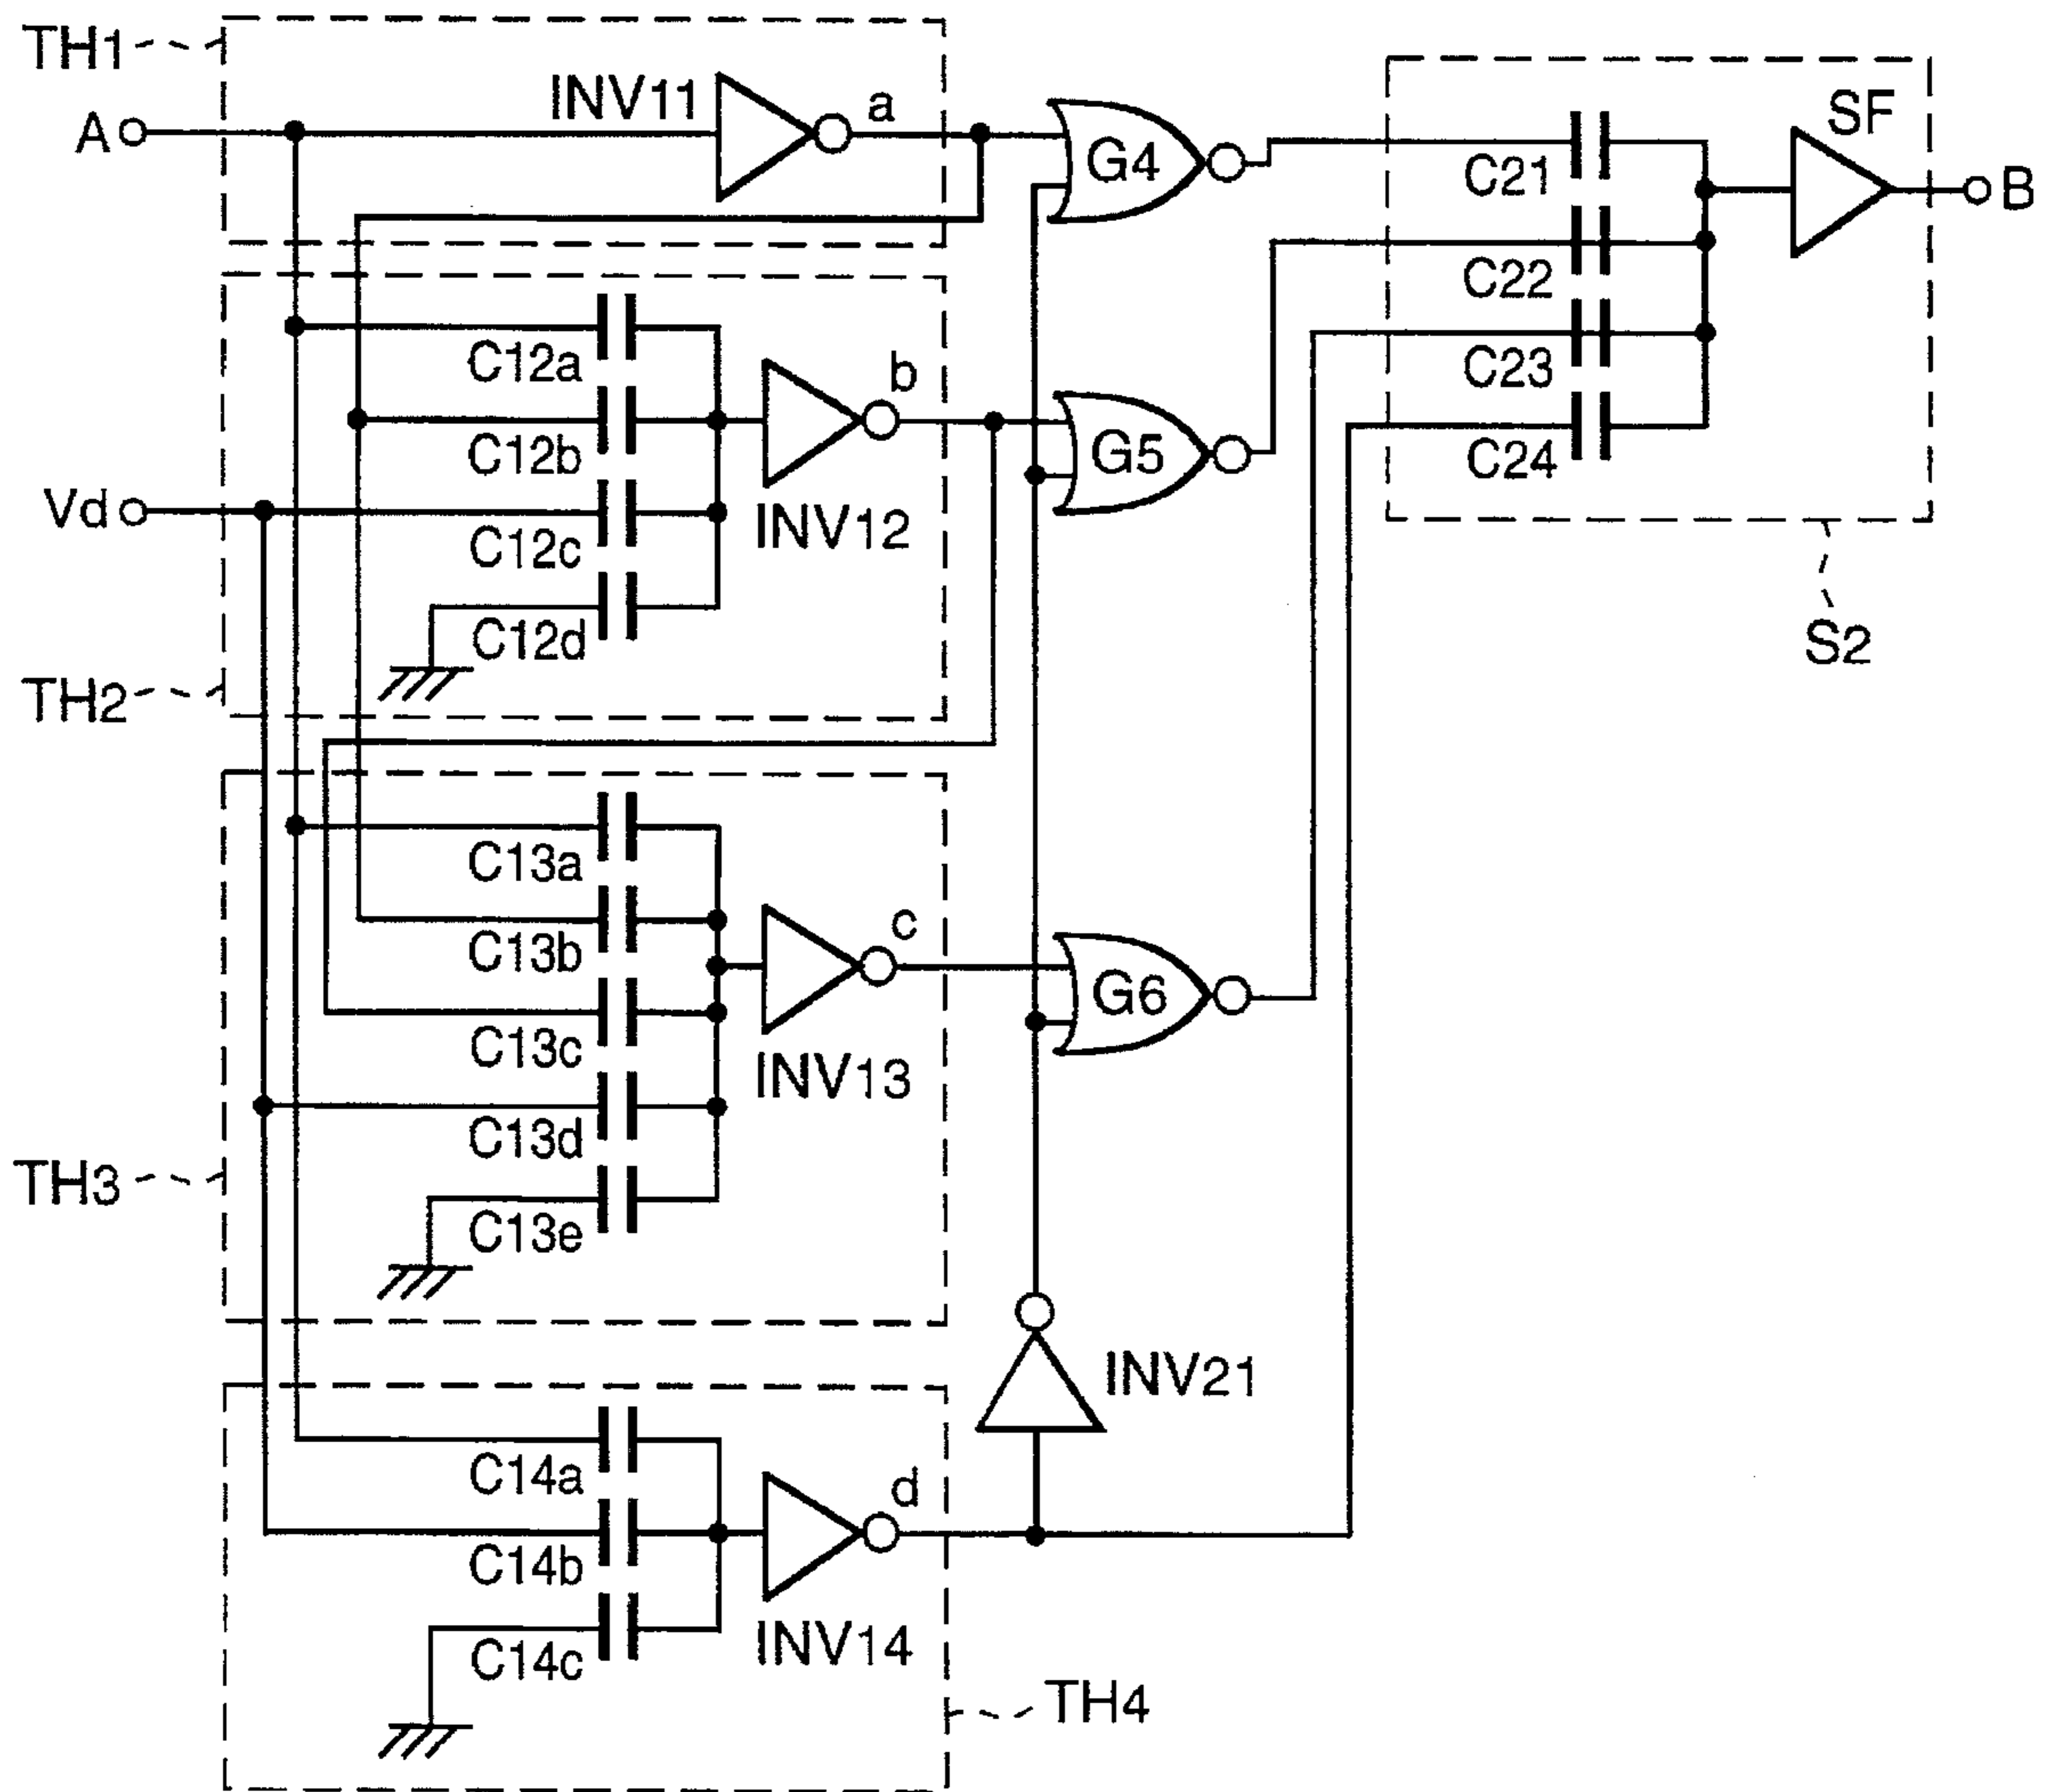 TH1
INV11
a
SF
A
G4
C21
B
C22
C12a
b
C23
C12b
G5
C24
Vd
INV12
C12c
C12d
S2
TH2
C13a
c
C13b
G6
C13c
INV13
C13d
TH3
C13e
INV21
C14a
d
C14b
INV14
C14c
TH4